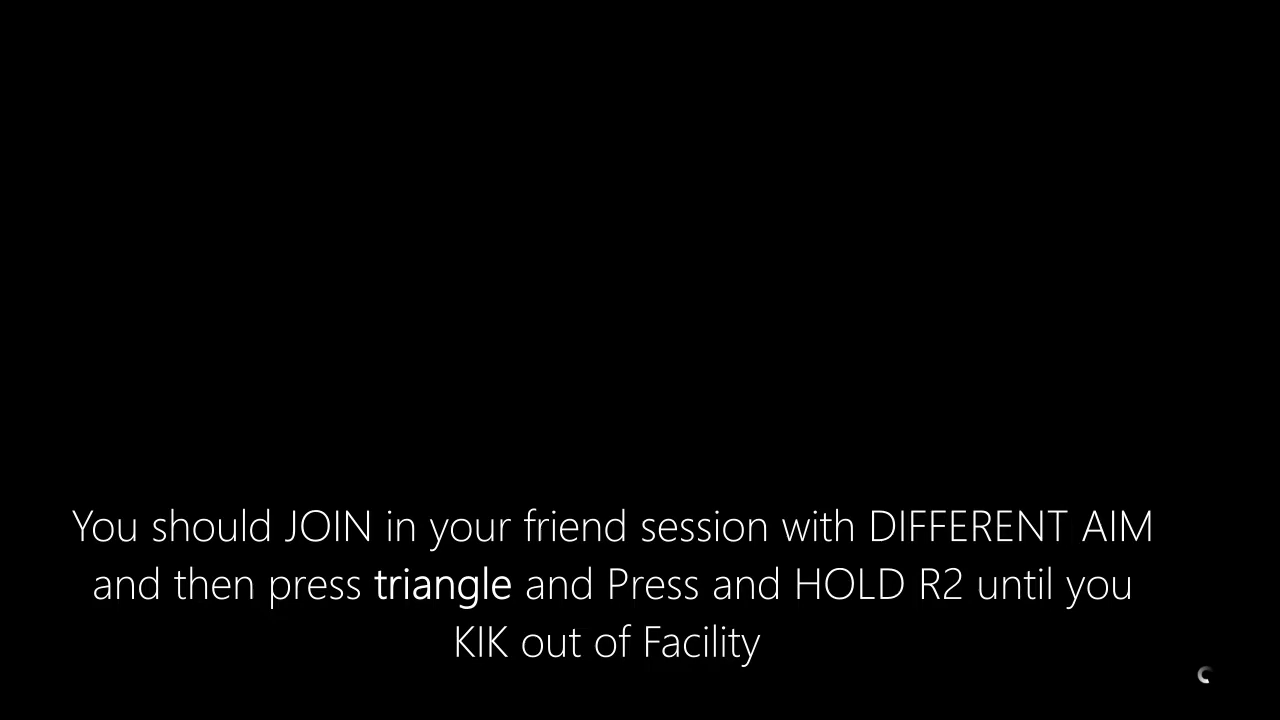 You should JOIN in your friend session with DIFFERENT AIM
and then press triangle and Press and HOLD R2 until you
KIK out of Facility